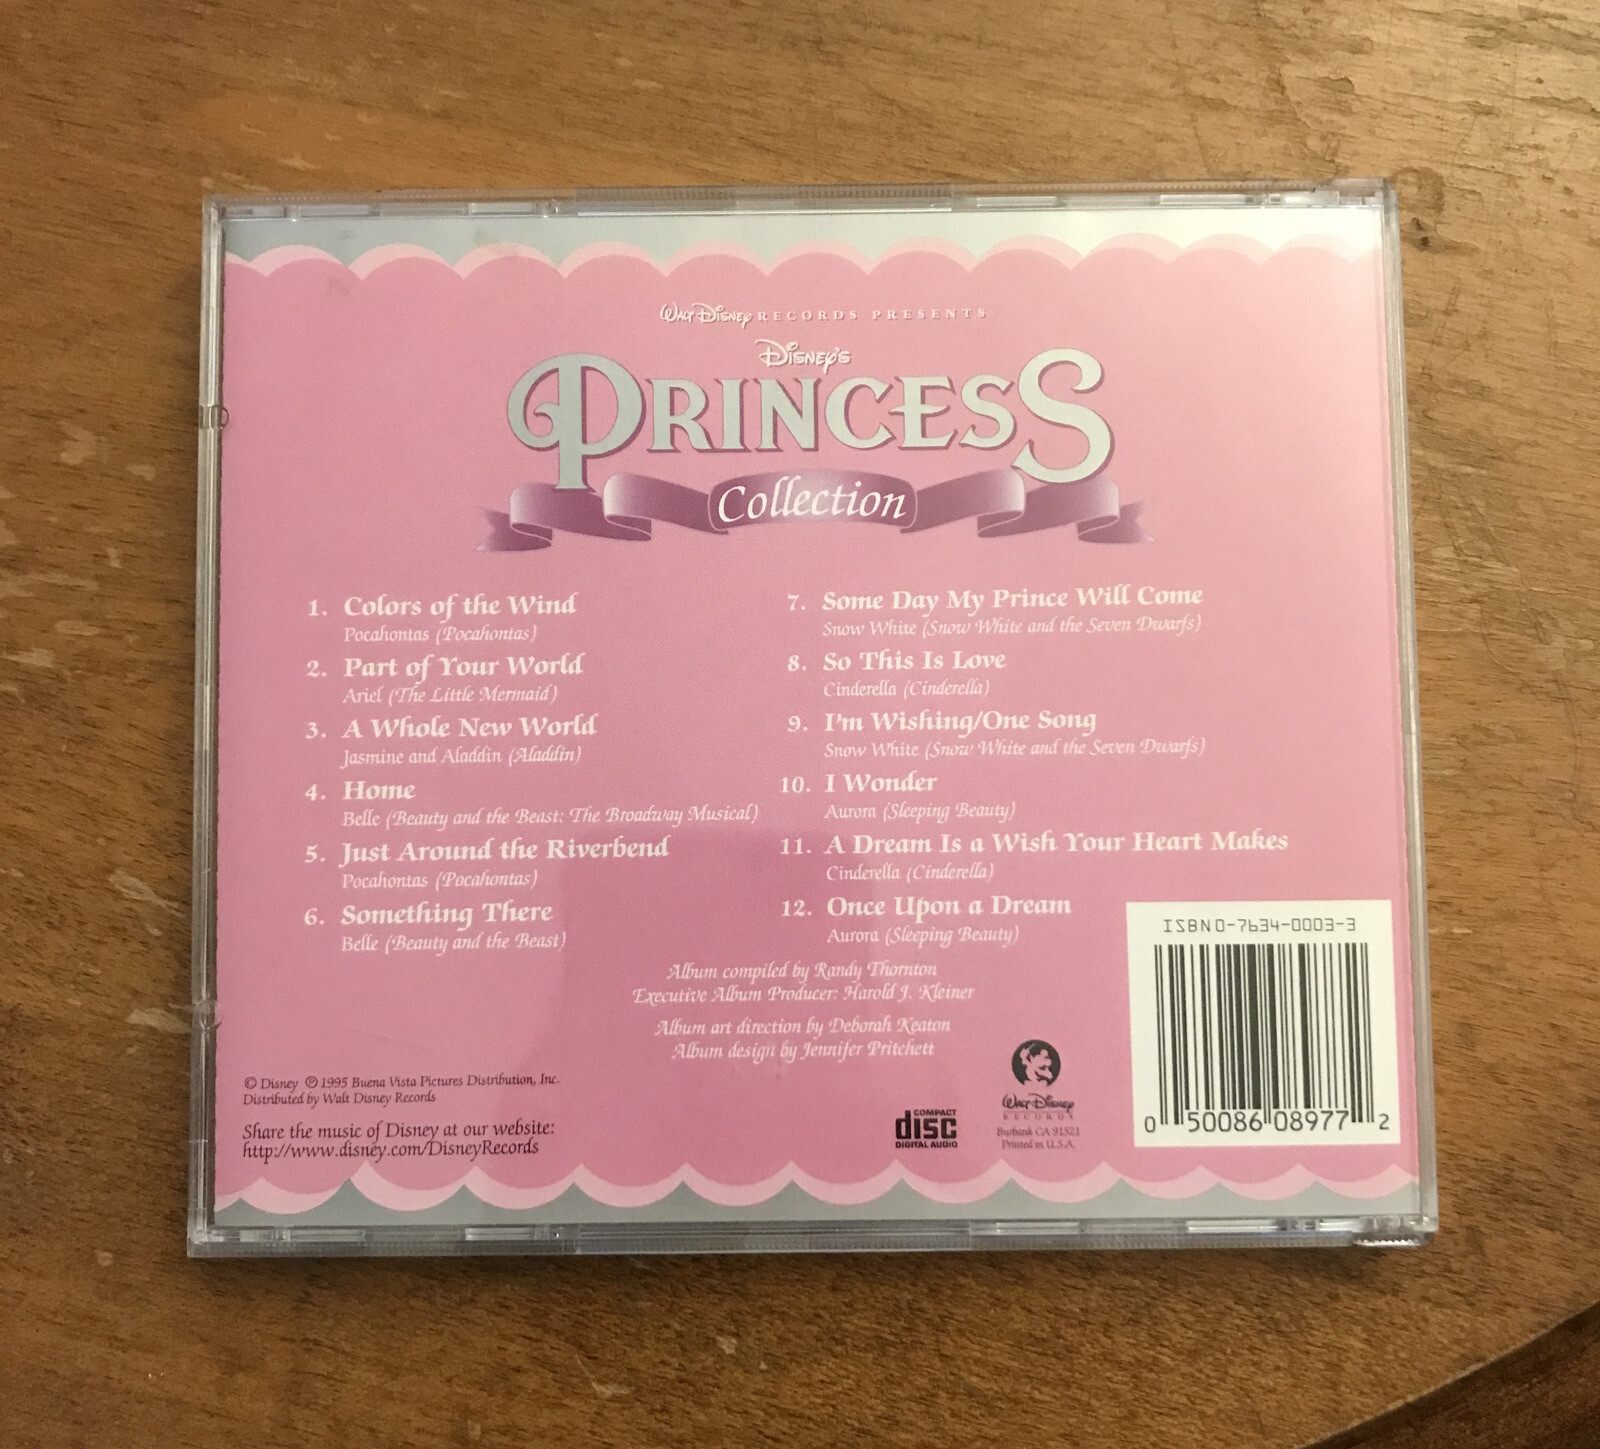 Walt Disney RECORDS PRESENTS
Disney's
PRINCESS
Collection
1. Colors of the Wind
Pocahontas (Pocahontas)
2. Part of Your World
Ariel (The Little Mermaid)
3. A Whole New World
Jasmine and Aladdin (Aladdin)
4. Home
Belle (Beauty and the Beast: The Broadway Musical)
5. Just Around the Riverbend
Pocahontas (Pocahontas)
6. Something There
Belle (Beauty and the Beast)
7. Some Day My Prince Will Come
Snow White (Snow White and the Seven Dwarfs)
8. So This Is Love
Cinderella (Cinderella)
9. I'm Wishing/One Song
Snow White (Snow White and the Seven Dwarfs)
10. I Wonder
Aurora (Sleeping Beauty)
11. A Dream Is a Wish Your Heart Makes
Cinderella (Cinderella)
12. Once Upon a Dream
Aurora (Sleeping Beauty)
Album compiled by Randy Thornton
Executive Album Producer: Harold J. Kleiner
Album art direction by Deborah Keaton
Album design by Jennifer Pritchett
© Disney ℗ 1995 Buena Vista Pictures Distribution, Inc.
Distributed by Walt Disney Records
Share the music of Disney at our website:
http://www.disney.com/DisneyRecords
COMPACT
disc
DIGITAL AUDIO
Walt Disney
RECORDS
Burbank CA 91521
Printed in U.S.A.
ISBN 0-7634-0003-3
0 50086 08977 2